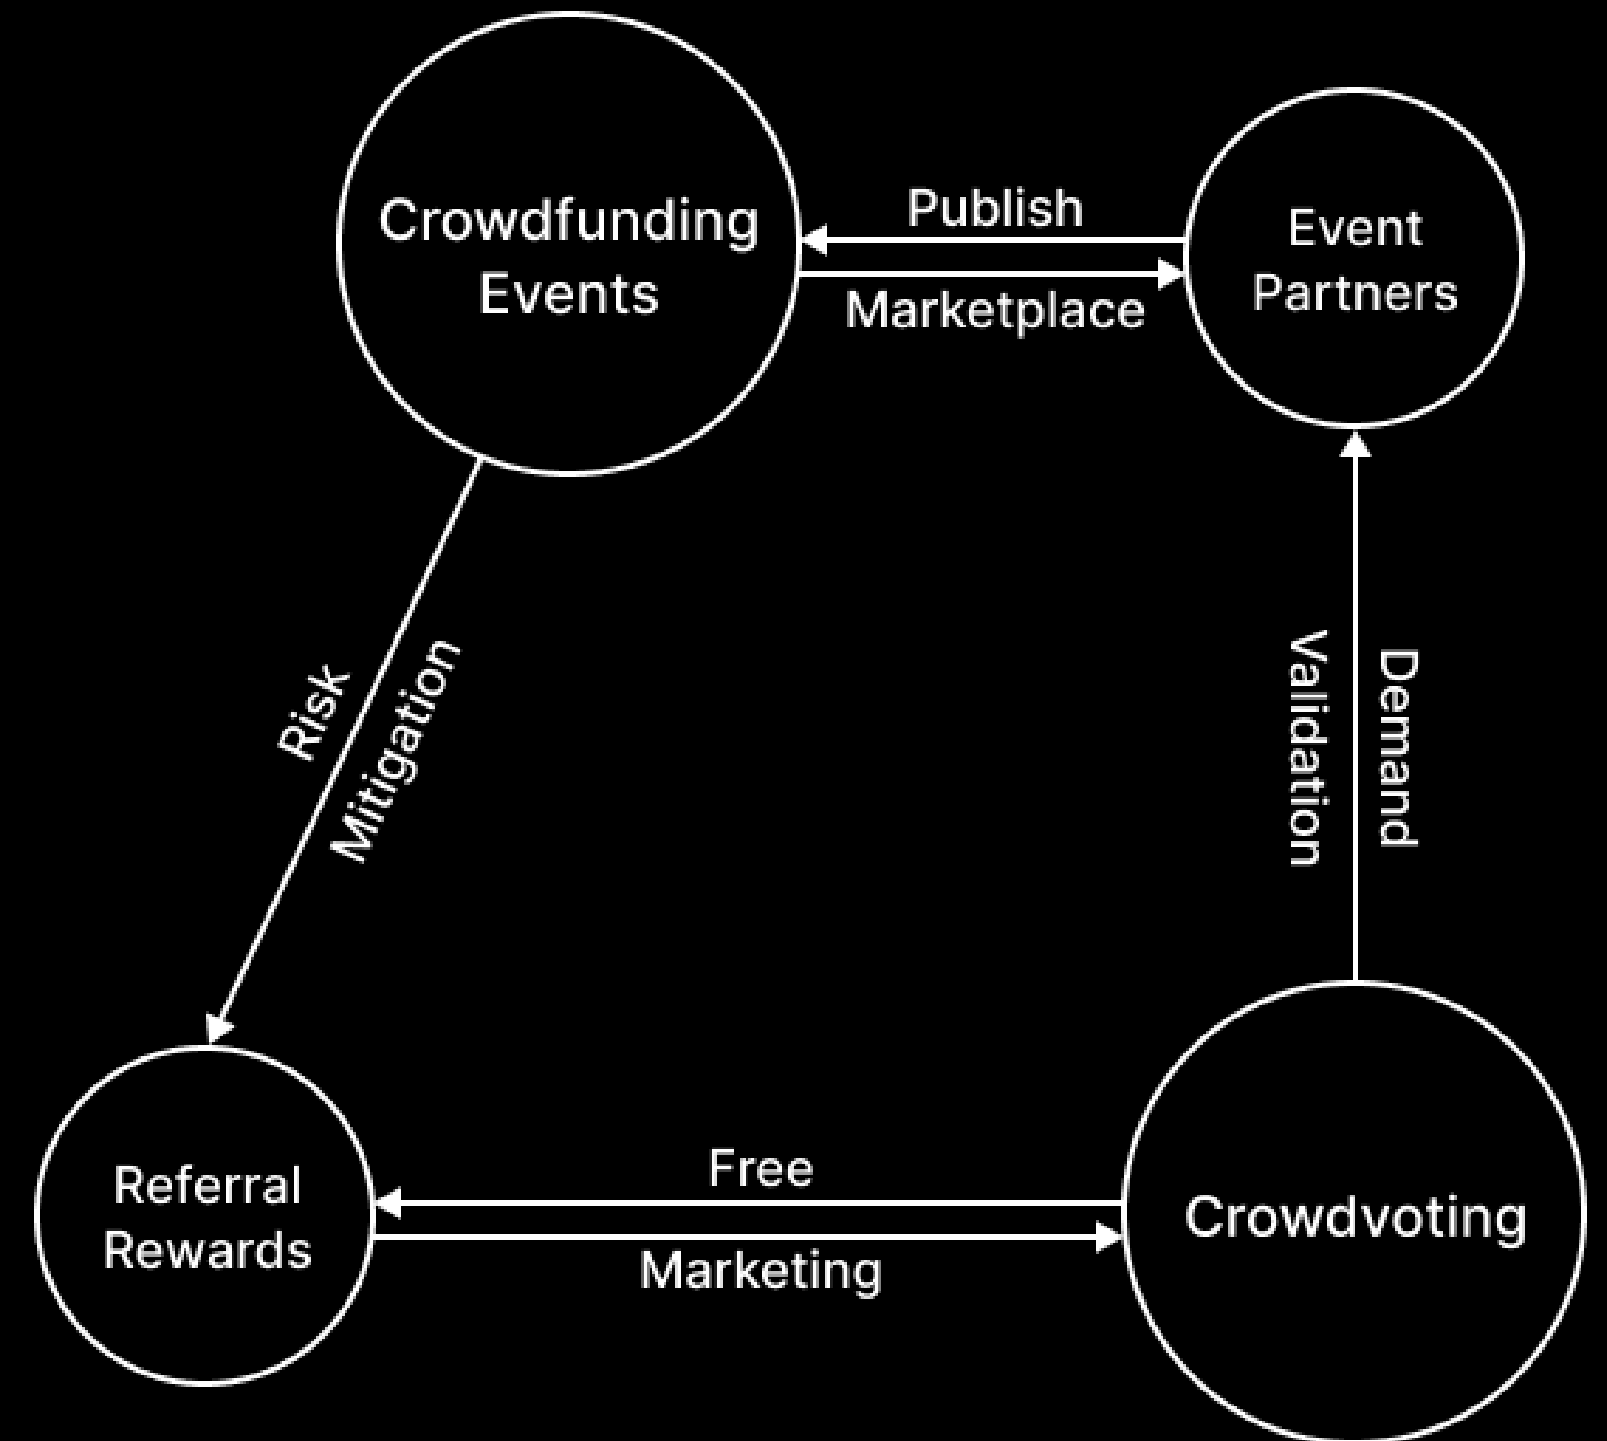 Crowdfunding
Events
Publish
Marketplace
Event
Partners
Risk
Mitigation
Validation
Demand
Referral
Rewards
Free
Marketing
Crowdvoting